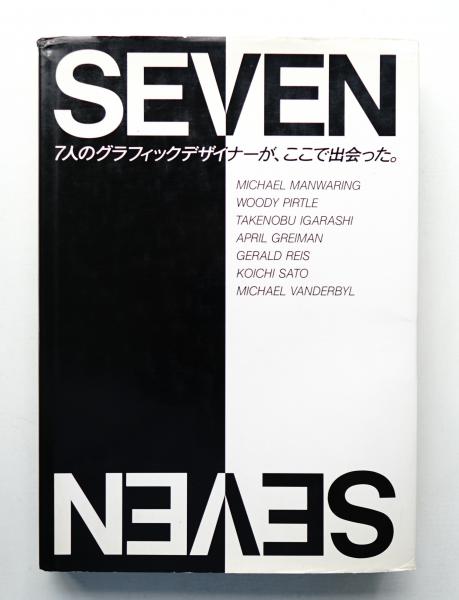 SEVEN
7人のグラフィックデザイナーが、ここで出会った。
MICHAEL MANWARING
WOODY PIRTLE
TAKENOBU IGARASHI
APRIL GREIMAN
GERALD REIS
KOICHI SATO
MICHAEL VANDERBYL
SEVEN